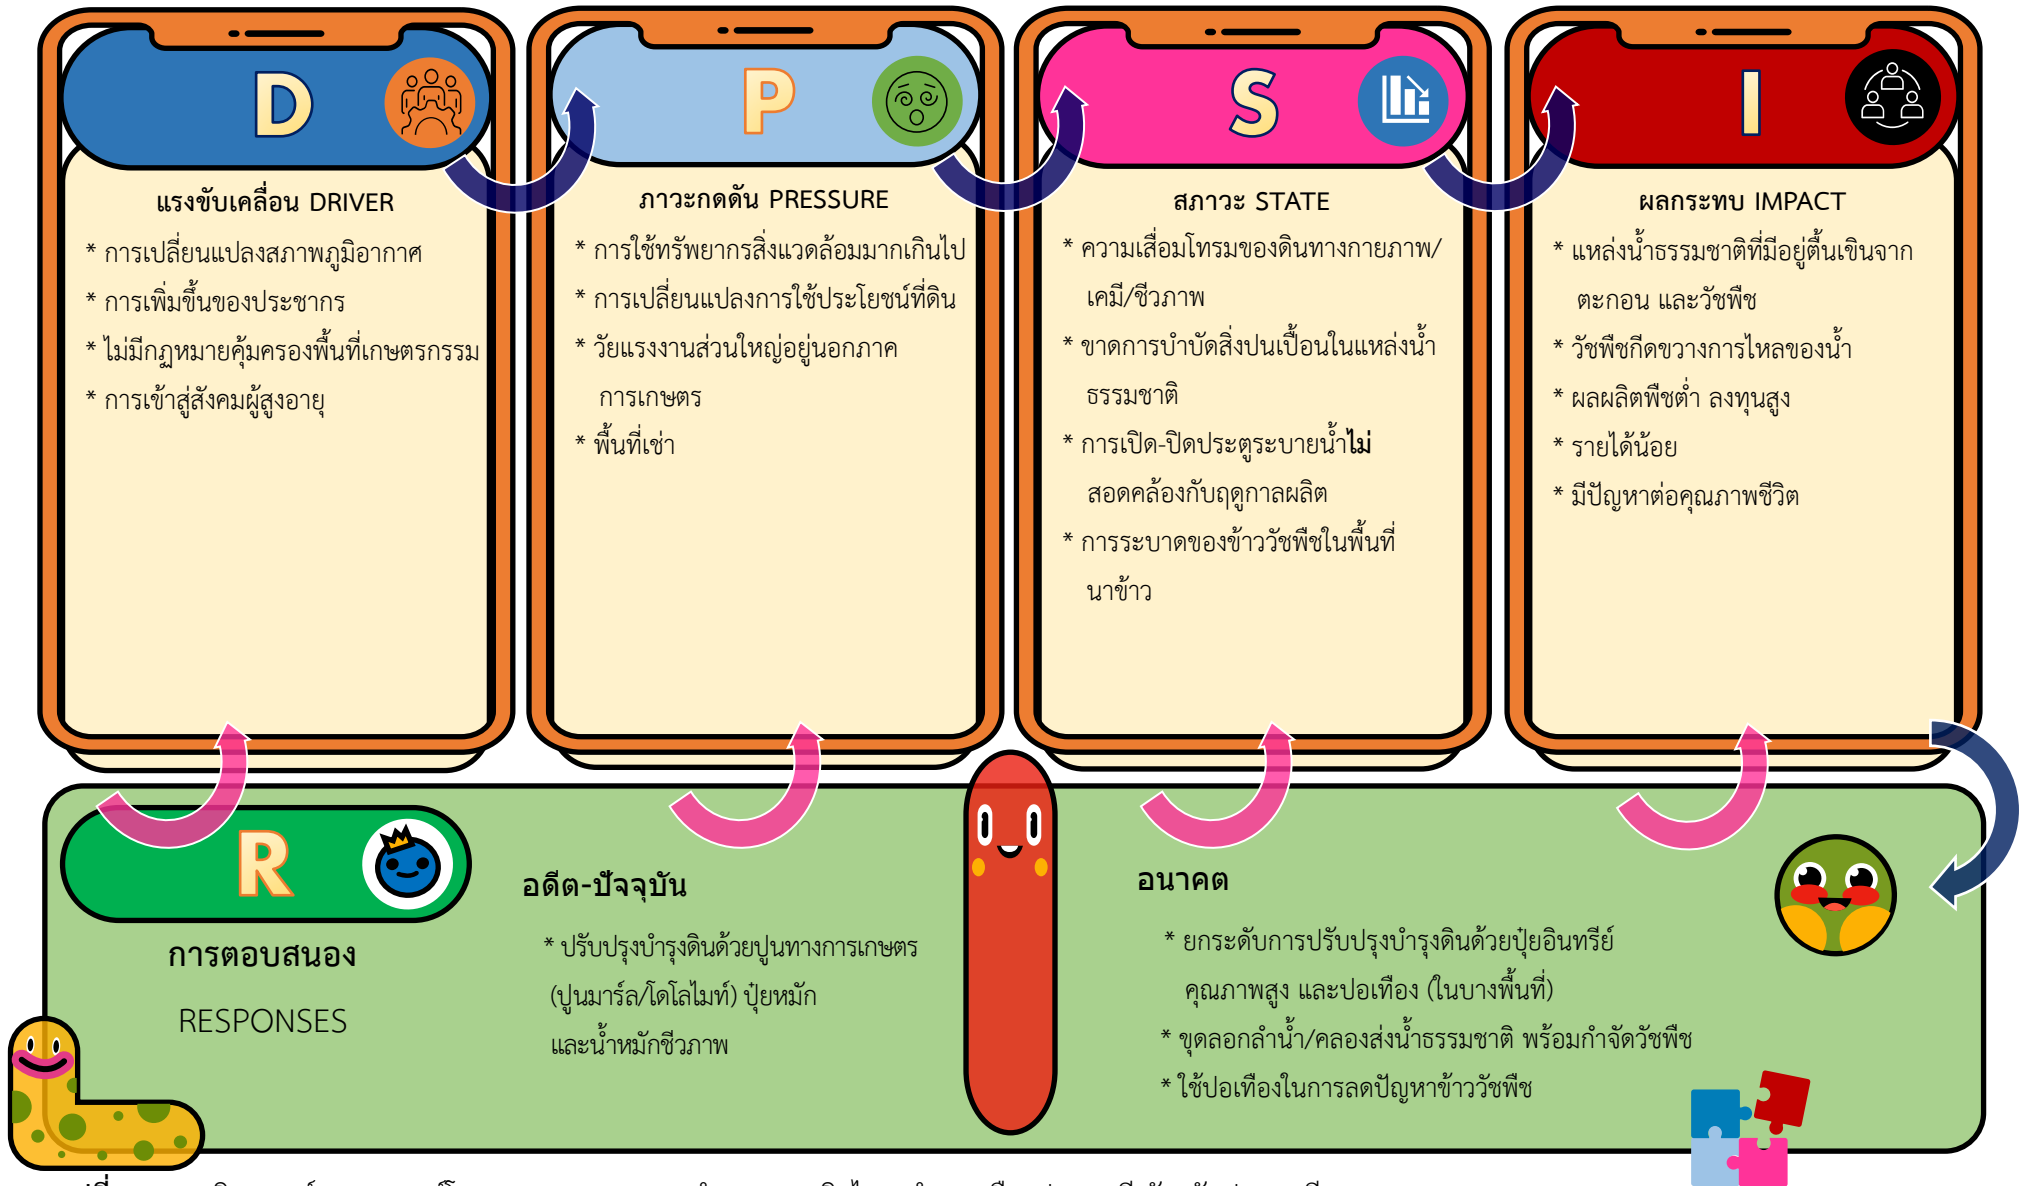 D
แรงขับเคลื่อน DRIVER
* การเปลี่ยนแปลงสภาพภูมิอากาศ
* การเพิ่มขึ้นของประชากร
* ไม่มีกฎหมายคุ้มครองพื้นที่เกษตรกรรม
* การเข้าสู่สังคมผู้สูงอายุ
P
ภาวะกดดัน PRESSURE
* การใช้ทรัพยากรสิ่งแวดล้อมมากเกินไป
* การเปลี่ยนแปลงการใช้ประโยชน์ที่ดิน
* วัยแรงงานส่วนใหญ่อยู่นอกภาค
การเกษตร
* พื้นที่เช่า
S
สภาวะ STATE
* ความเสื่อมโทรมของดินทางกายภาพ/
เคมี/ชีวภาพ
* ขาดการบำบัดสิ่งปนเปื้อนในแหล่งน้ำ
ธรรมชาติ
* การเปิด-ปิดประตูระบายน้ำไม่
สอดคล้องกับฤดูกาลผลิต
* การระบาดของข้าววัชพืชในพื้นที่
นาข้าว
I
ผลกระทบ IMPACT
* แหล่งน้ำธรรมชาติที่มีอยู่ตื้นเขินจาก
ตะกอน และวัชพืช
* วัชพืชกีดขวางการไหลของน้ำ
* ผลผลิตพืชต่ำ ลงทุนสูง
* รายได้น้อย
* มีปัญหาต่อคุณภาพชีวิต
R
การตอบสนอง
RESPONSES
อดีต-ปัจจุบัน
* ปรับปรุงบำรุงดินด้วยปูนทางการเกษตร
(ปูนมาร์ล/โดโลไมท์) ปุ๋ยหมัก
และน้ำหมักชีวภาพ
อนาคต
* ยกระดับการปรับปรุงบำรุงดินด้วยปุ๋ยอินทรีย์
คุณภาพสูง และปอเทือง (ในบางพื้นที่)
* ขุดลอกลำน้ำ/คลองส่งน้ำธรรมชาติ พร้อมกำจัดวัชพืช
* ใช้ปอเทืองในการลดปัญหาข้าววัชพืช